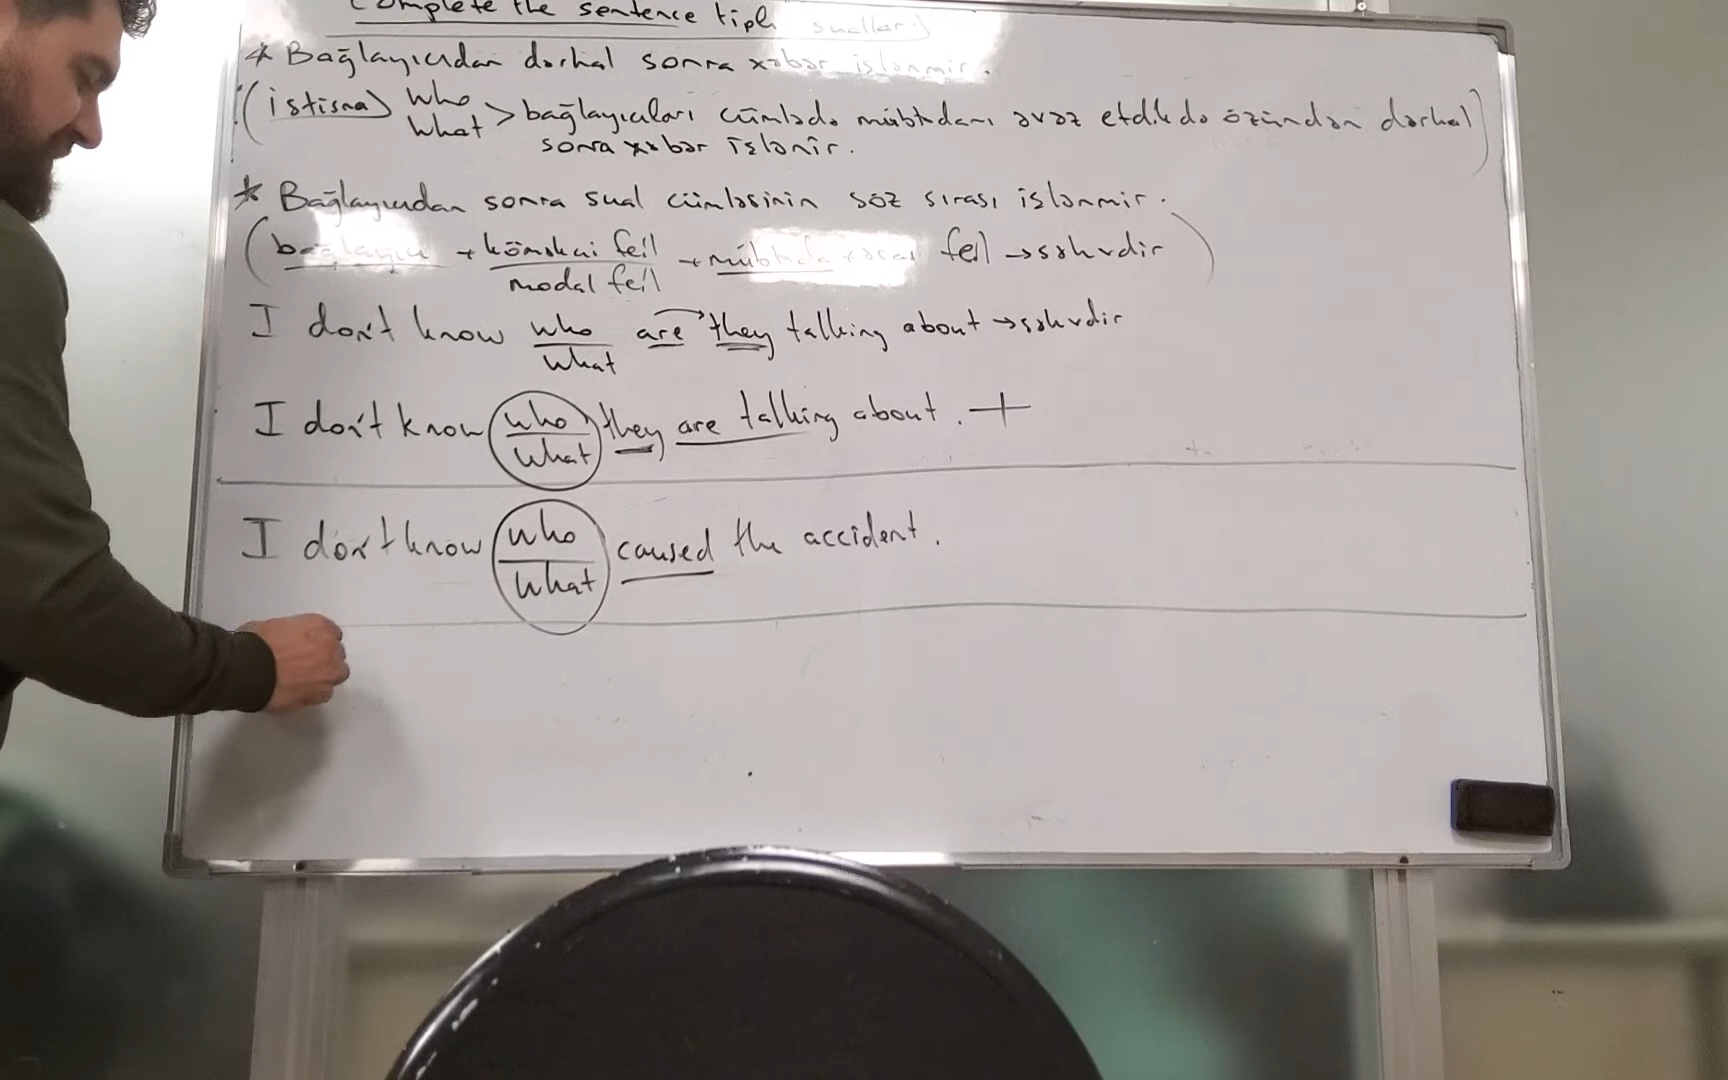 Complete the sentence tipli suallar)
* Bağlayıcıdan dərhal sonra xəbər işlənmir.
(istisna) who
what > bağlayıcıları cümlədə mübtədanı əvəz etdikdə özündən dərhal
sonra xəbər işlənir.)
* Bağlayıcıdan sonra sual cümləsinin söz sırası işlənmir.
(bağlayıcı + köməkçi feil + mübtəda + əsas feil → səhvdir)
modal feil
I don't know who are they talking about → səhvdir
what
I don't know who they are talking about. +
what
I don't know who caused the accident.
what